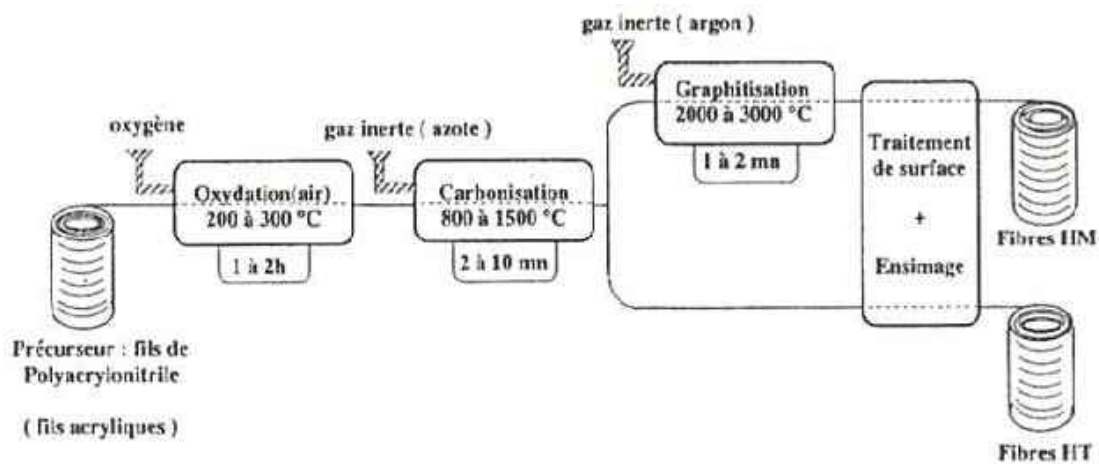 gaz inerte ( argon )
Graphitisation
2000 à 3000 °C
1 à 2 mn
oxygène
gaz inerte ( azote )
Oxydation(air)
200 à 300 °C
1 à 2h
Carbonisation
800 à 1500 °C
2 à 10 mn
Traitement
de surface
+
Ensimage
Fibres HM
Précurseur : fils de
Polyacrylonitrile
( fils acryliques )
Fibres HT